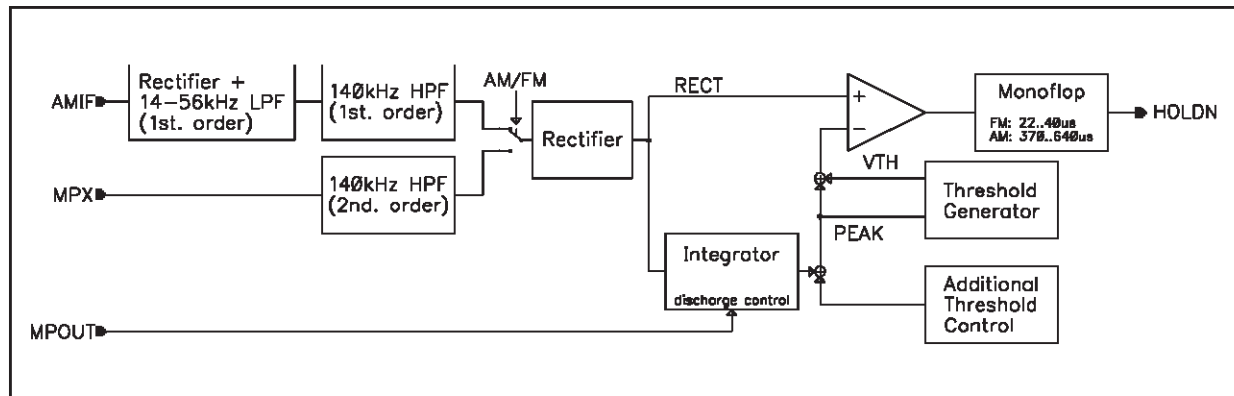 AMIF
Rectifier +
14-56kHz LPF
(1st. order)
140kHz HPF
(1st. order)
AM/FM
Rectifier
RECT
+
−
Monoflop
FM: 22..40us
AM: 370..640us
HOLDN
MPX
140kHz HPF
(2nd. order)
VTH
Threshold
Generator
PEAK
Integrator
discharge control
Additional
Threshold
Control
MPOUT